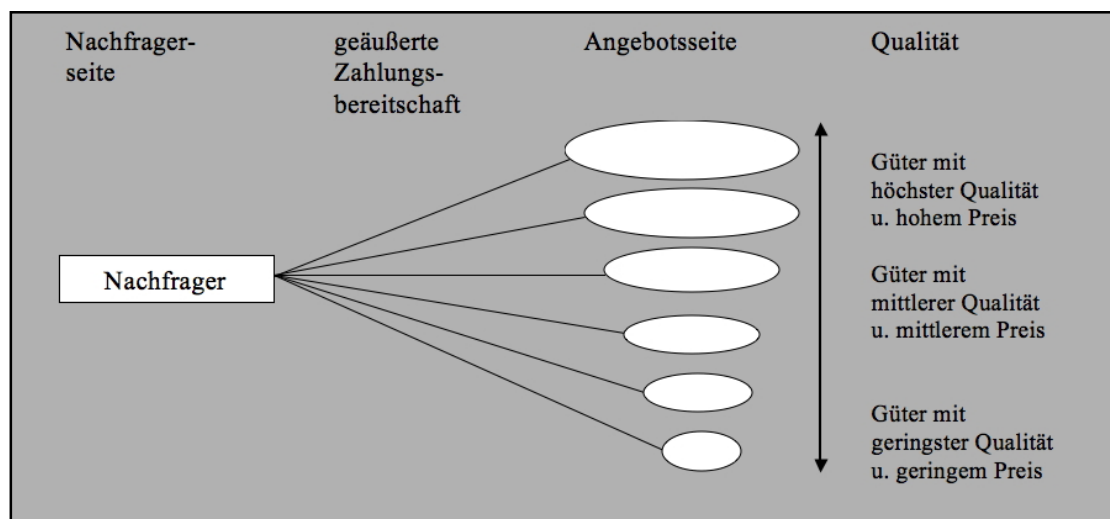 Nachfrager-
seite
geäußerte
Zahlungs-
bereitschaft
Angebotsseite
Qualität
Nachfrager
Güter mit
höchster Qualität
u. hohem Preis
Güter mit
mittlerer Qualität
u. mittlerem Preis
Güter mit
geringster Qualität
u. geringem Preis